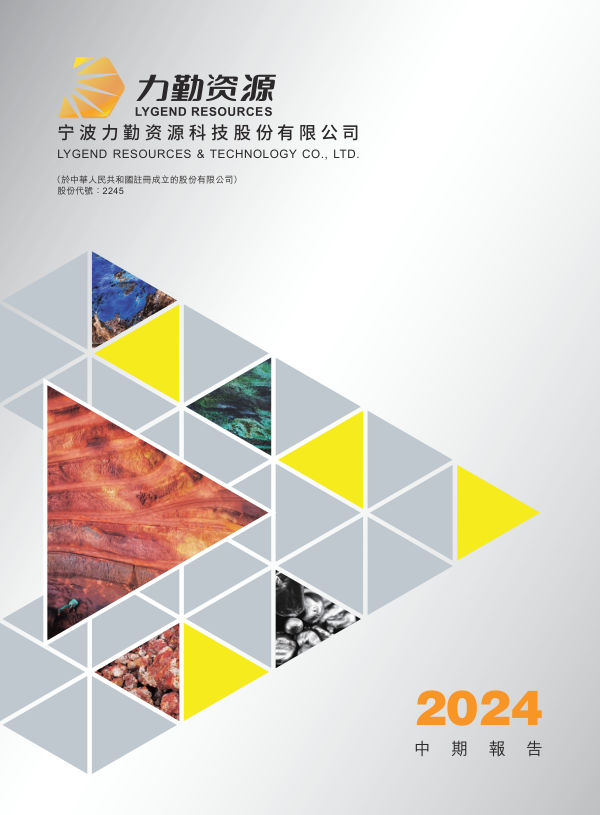 力勤资源
LYGEND RESOURCES
宁波力勤资源科技股份有限公司
LYGEND RESOURCES & TECHNOLOGY CO., LTD.
（於中華人民共和國註冊成立的股份有限公司）
股份代號：2245
2024
中期報告